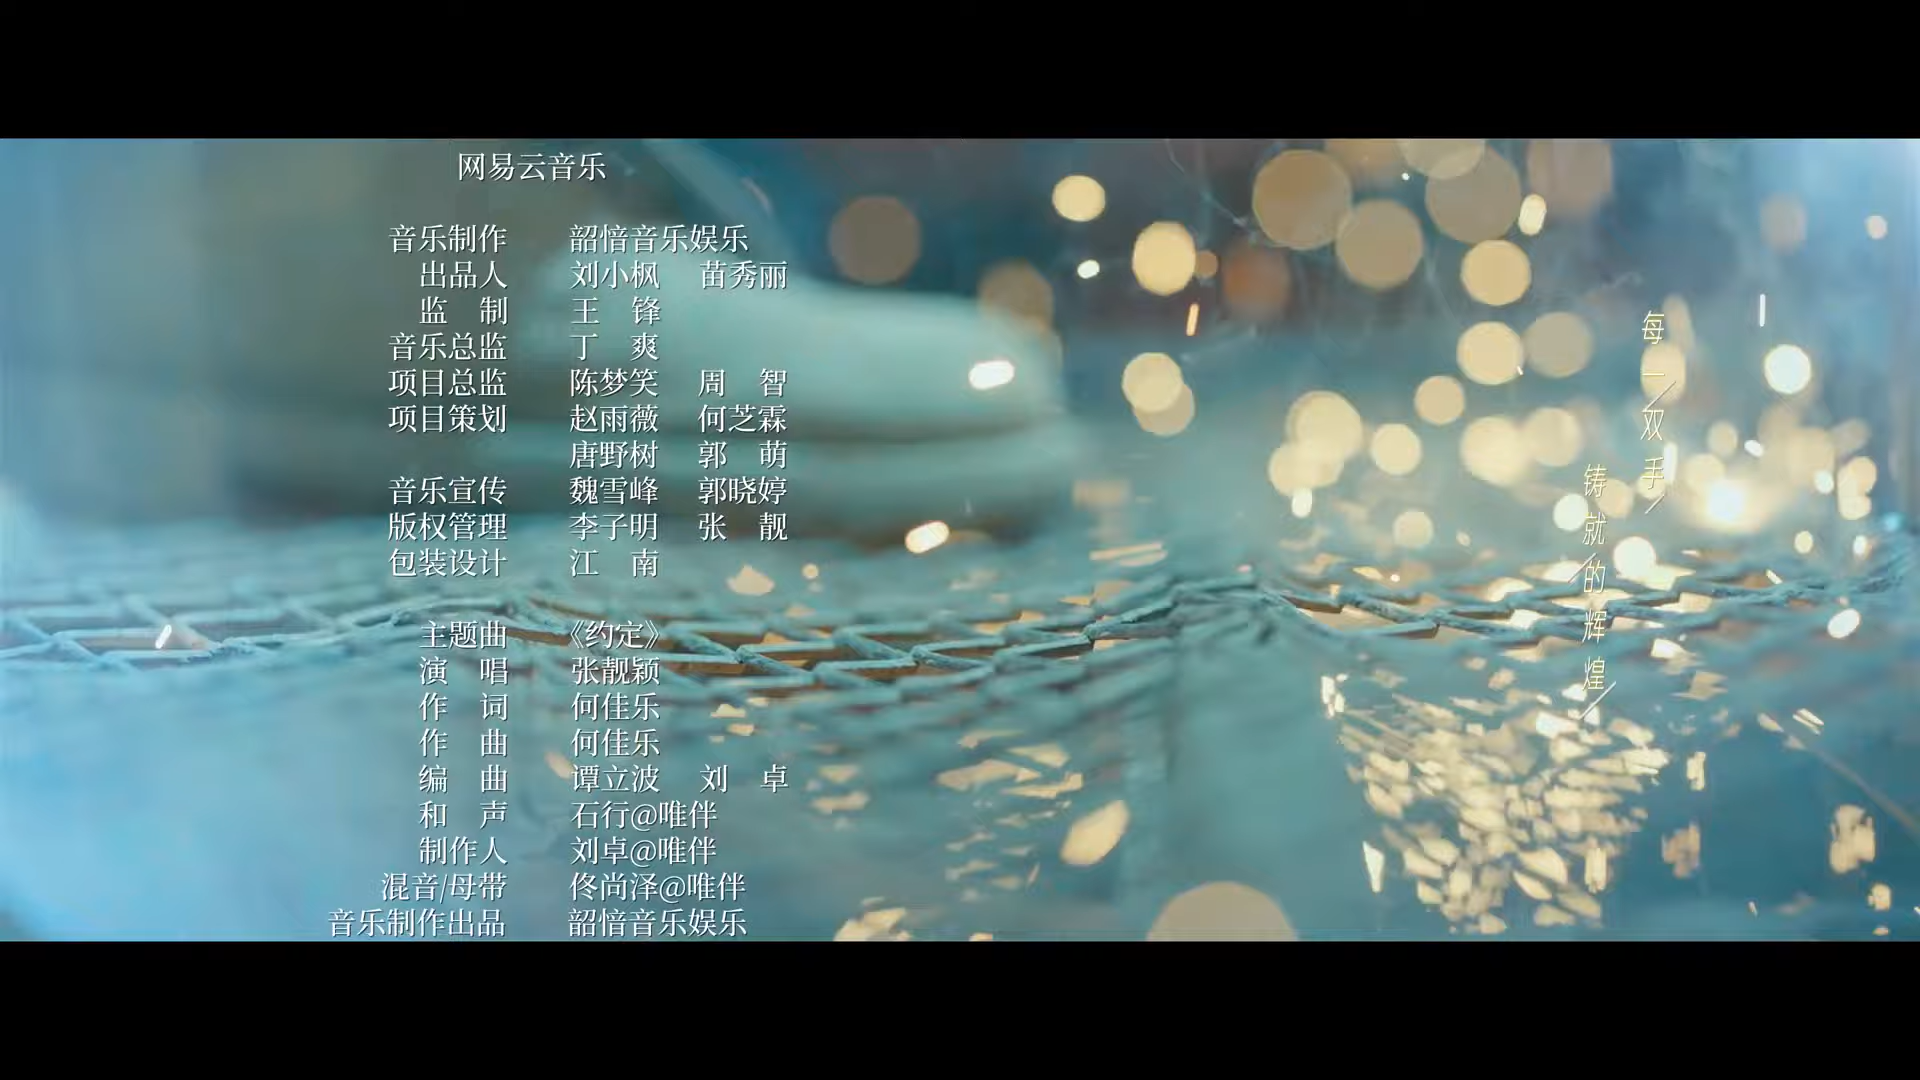 网易云音乐
音乐制作 韶愔音乐娱乐
出品人 刘小枫 苗秀丽
监 制 王 锋
音乐总监 丁 爽
项目总监 陈梦笑 周 智
项目策划 赵雨薇 何芝霖
唐野树 郭 萌
音乐宣传 魏雪峰 郭晓婷
版权管理 李子明 张 靓
包装设计 江 南
主题曲 《约定》
演 唱 张靓颖
作 词 何佳乐
作 曲 何佳乐
编 曲 谭立波 刘 卓
和 声 石行@唯伴
制作人 刘卓@唯伴
混音/母带 佟尚泽@唯伴
音乐制作出品 韶愔音乐娱乐
每一双手
铸就的辉煌